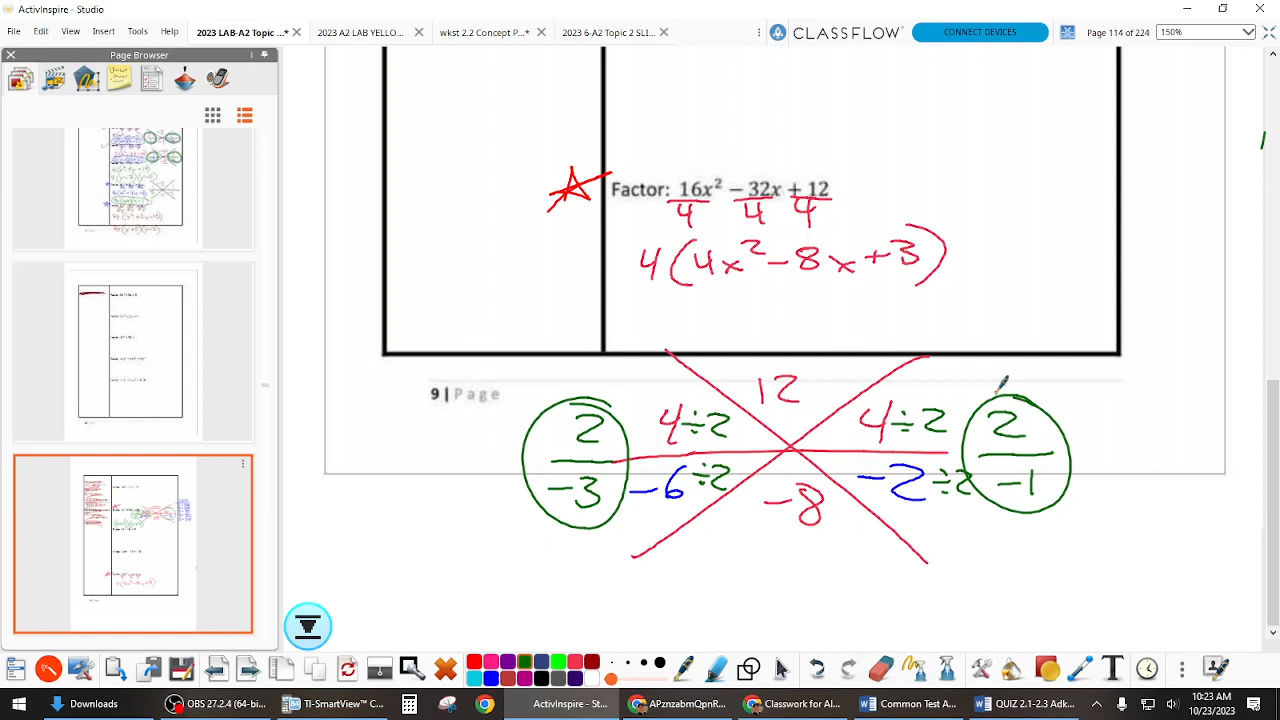 ActivInspire - Studio
File Edit View Insert Tools Help 2023 LAB-A2 Topic ...* 2023 A2 LAB-FELLO... wkst 2.2 Concept P...* 2023 6-A2 Topic 2 SLI... CLASSFLOW CONNECT DEVICES Page 114 of 224 150%
Page Browser
Factor: 16x² − 32x + 12
4 4 4
4(4x² − 8x + 3)
9 | Page
12
2 4÷2 4÷2 2
−3 −6 ÷2 −2 ÷2 −1
−8
Downloads OBS 27.2.4 (64-bi... TI-SmartView™ C... ActivInspire - St... APznzabmQpnR... Classwork for A... Common Test A... A2 Unit 2.1-2.3 Adk...
10:23 AM
10/23/2023